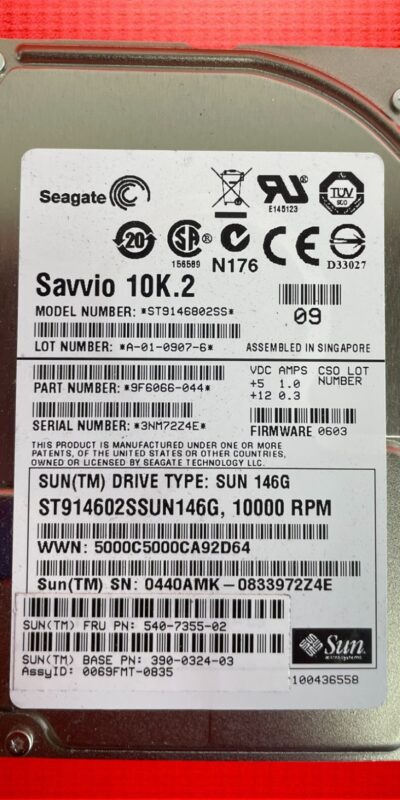 Seagate
E145123
TÜV
20
SA®
156589
N176
D33027
Savvio 10K.2
09
MODEL NUMBER: *ST9146802SS*
LOT NUMBER: *A-01-0907-6*
ASSEMBLED IN SINGAPORE
PART NUMBER: *9F6066-044*
VDC AMPS
+5 1.0
+12 0.3
CSO LOT
NUMBER
SERIAL NUMBER: *3NM72Z4E*
FIRMWARE 0603
THIS PRODUCT IS MANUFACTURED UNDER ONE OR MORE
PATENTS, OF THE UNITED STATES OR OTHER COUNTRIES,
OWNED OR LICENSED BY SEAGATE TECHNOLOGY LLC.
SUN(TM) DRIVE TYPE: SUN 146G
ST914602SSUN146G, 10000 RPM
WWN: 5000C5000CA92D64
Sun(TM) SN: 0440AMK-0833972Z4E
SUN(TM) FRU PN: 540-7355-02
SUN(TM) BASE PN: 390-0324-03
AssyID: 0069FMT-0835
Sun
microsystems
100436558